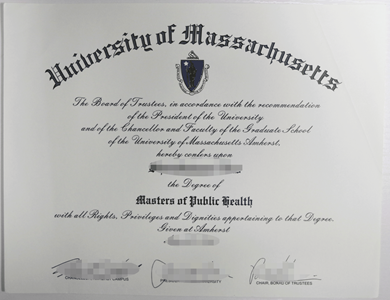 University of Massachusetts
The Board of Trustees, in accordance with the recommendation
of the President of the University
and of the Chancellor and Faculty of the Graduate School
of the University of Massachusetts Amherst,
hereby confers upon
the Degree of
Masters of Public Health
with all Rights, Privileges and Dignities appertaining to that Degree.
Given at Amherst
CHAIR, BOARD OF TRUSTEES